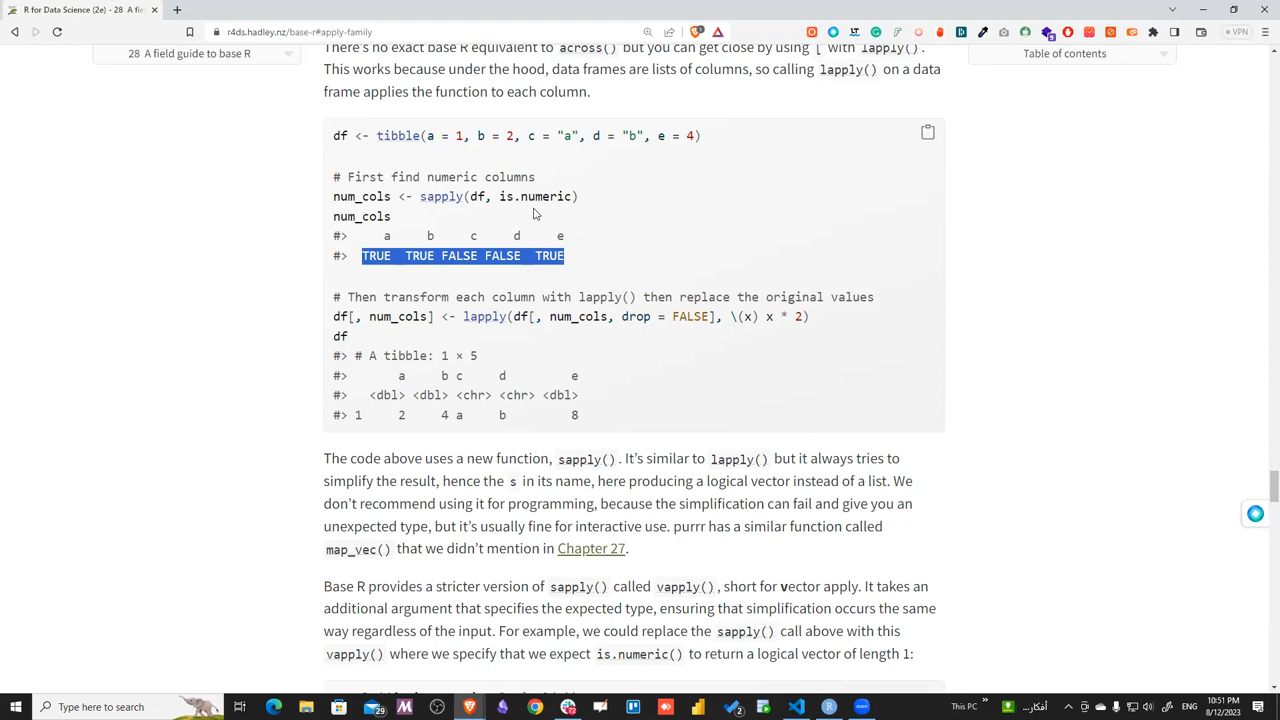 R for Data Science (2e) - 28 A fiel
r4ds.hadley.nz/base-r#apply-family
VPN
28 A field guide to base R
Table of contents
There's no exact base R equivalent to across() but you can get close by using [ with lapply().
This works because under the hood, data frames are lists of columns, so calling lapply() on a data
frame applies the function to each column.
df <- tibble(a = 1, b = 2, c = "a", d = "b", e = 4)
# First find numeric columns
num_cols <- sapply(df, is.numeric)
num_cols
#> a b c d e
#> TRUE TRUE FALSE FALSE TRUE
# Then transform each column with lapply() then replace the original values
df[, num_cols] <- lapply(df[, num_cols, drop = FALSE], \(x) x * 2)
df
#> # A tibble: 1 × 5
#> a b c d e
#> <dbl> <dbl> <chr> <chr> <dbl>
#> 1 2 4 a b 8
The code above uses a new function, sapply(). It's similar to lapply() but it always tries to
simplify the result, hence the s in its name, here producing a logical vector instead of a list. We
don't recommend using it for programming, because the simplification can fail and give you an
unexpected type, but it's usually fine for interactive use. purrr has a similar function called
map_vec() that we didn't mention in Chapter 27.
Base R provides a stricter version of sapply() called vapply(), short for vector apply. It takes an
additional argument that specifies the expected type, ensuring that simplification occurs the same
way regardless of the input. For example, we could replace the sapply() call above with this
vapply() where we specify that we expect is.numeric() to return a logical vector of length 1:
Type here to search
29
2
This PC
أفكاري
10:51 PM
8/12/2023